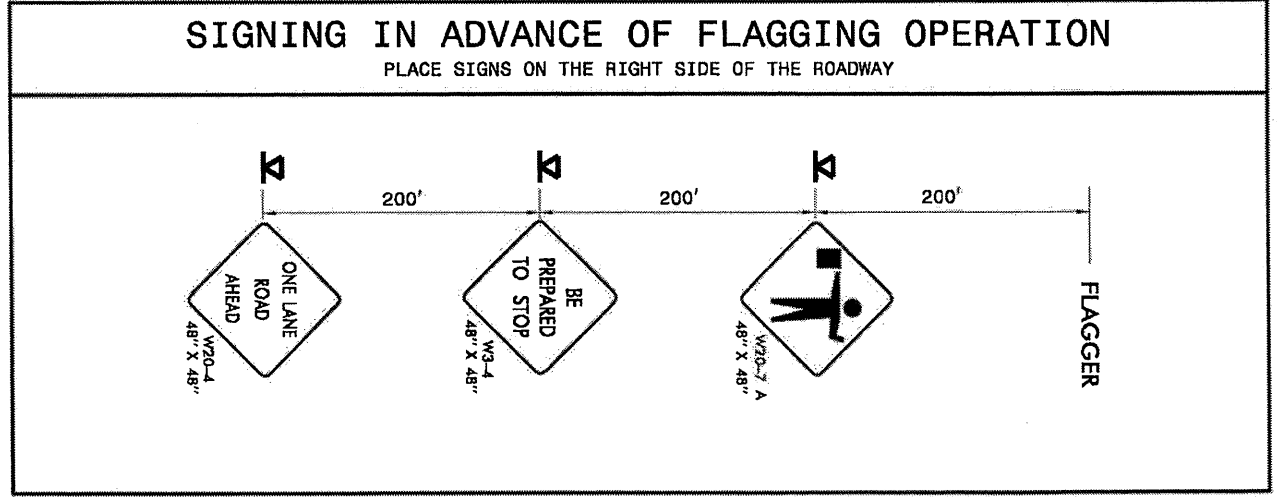 SIGNING IN ADVANCE OF FLAGGING OPERATION
PLACE SIGNS ON THE RIGHT SIDE OF THE ROADWAY
200'
200'
200'
ONE LANE
ROAD
AHEAD
W20-4
48" X 48"
BE
PREPARED
TO STOP
W3-4
48" X 48"
W20-7 A
48" X 48"
FLAGGER